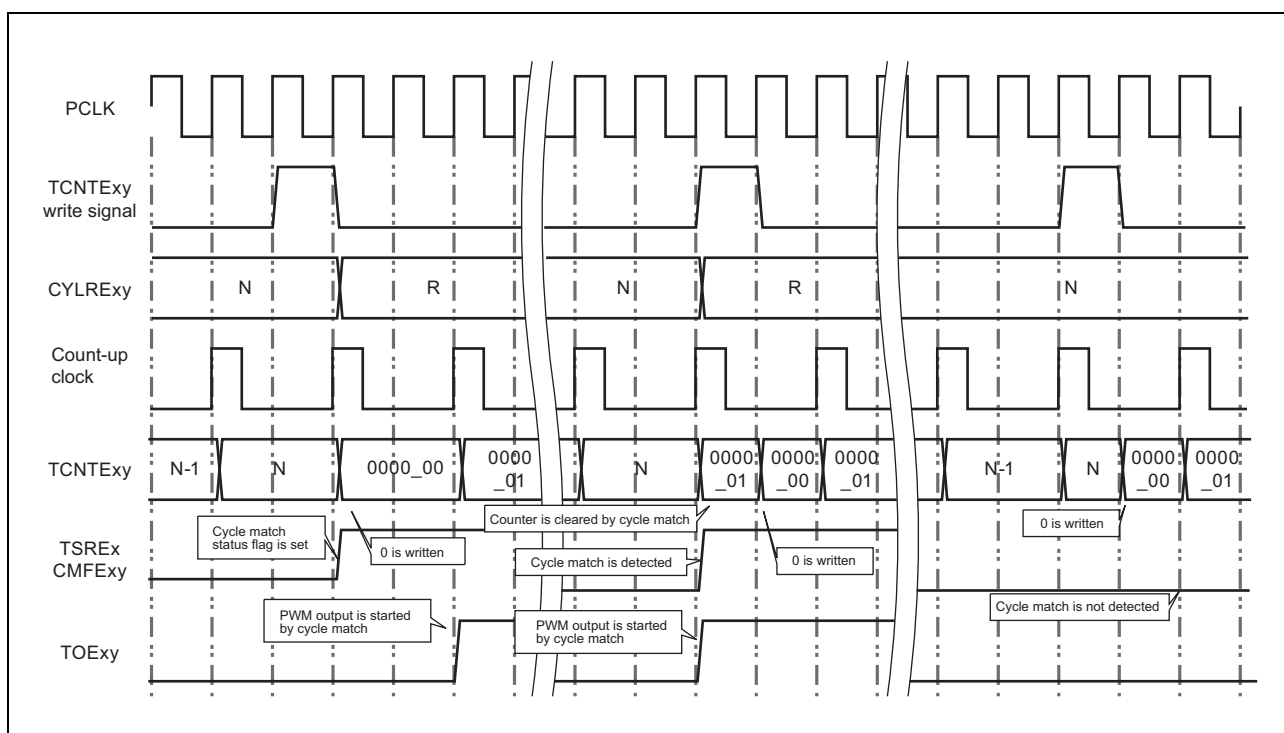 PCLK
TCNTExy
write signal
CYLRExy
N
R
N
R
N
Count-up
clock
TCNTExy
N-1
N
0000_00
0000
_01
N
0000
_01
0000
_00
0000
_01
N-1
N
0000
_00
0000
_01
Counter is cleared by cycle match
0 is written
TSREx
CMFExy
Cycle match
status flag is set
0 is written
Cycle match is detected
0 is written
Cycle match is not detected
TOExy
PWM output is started
by cycle match
PWM output is started
by cycle match